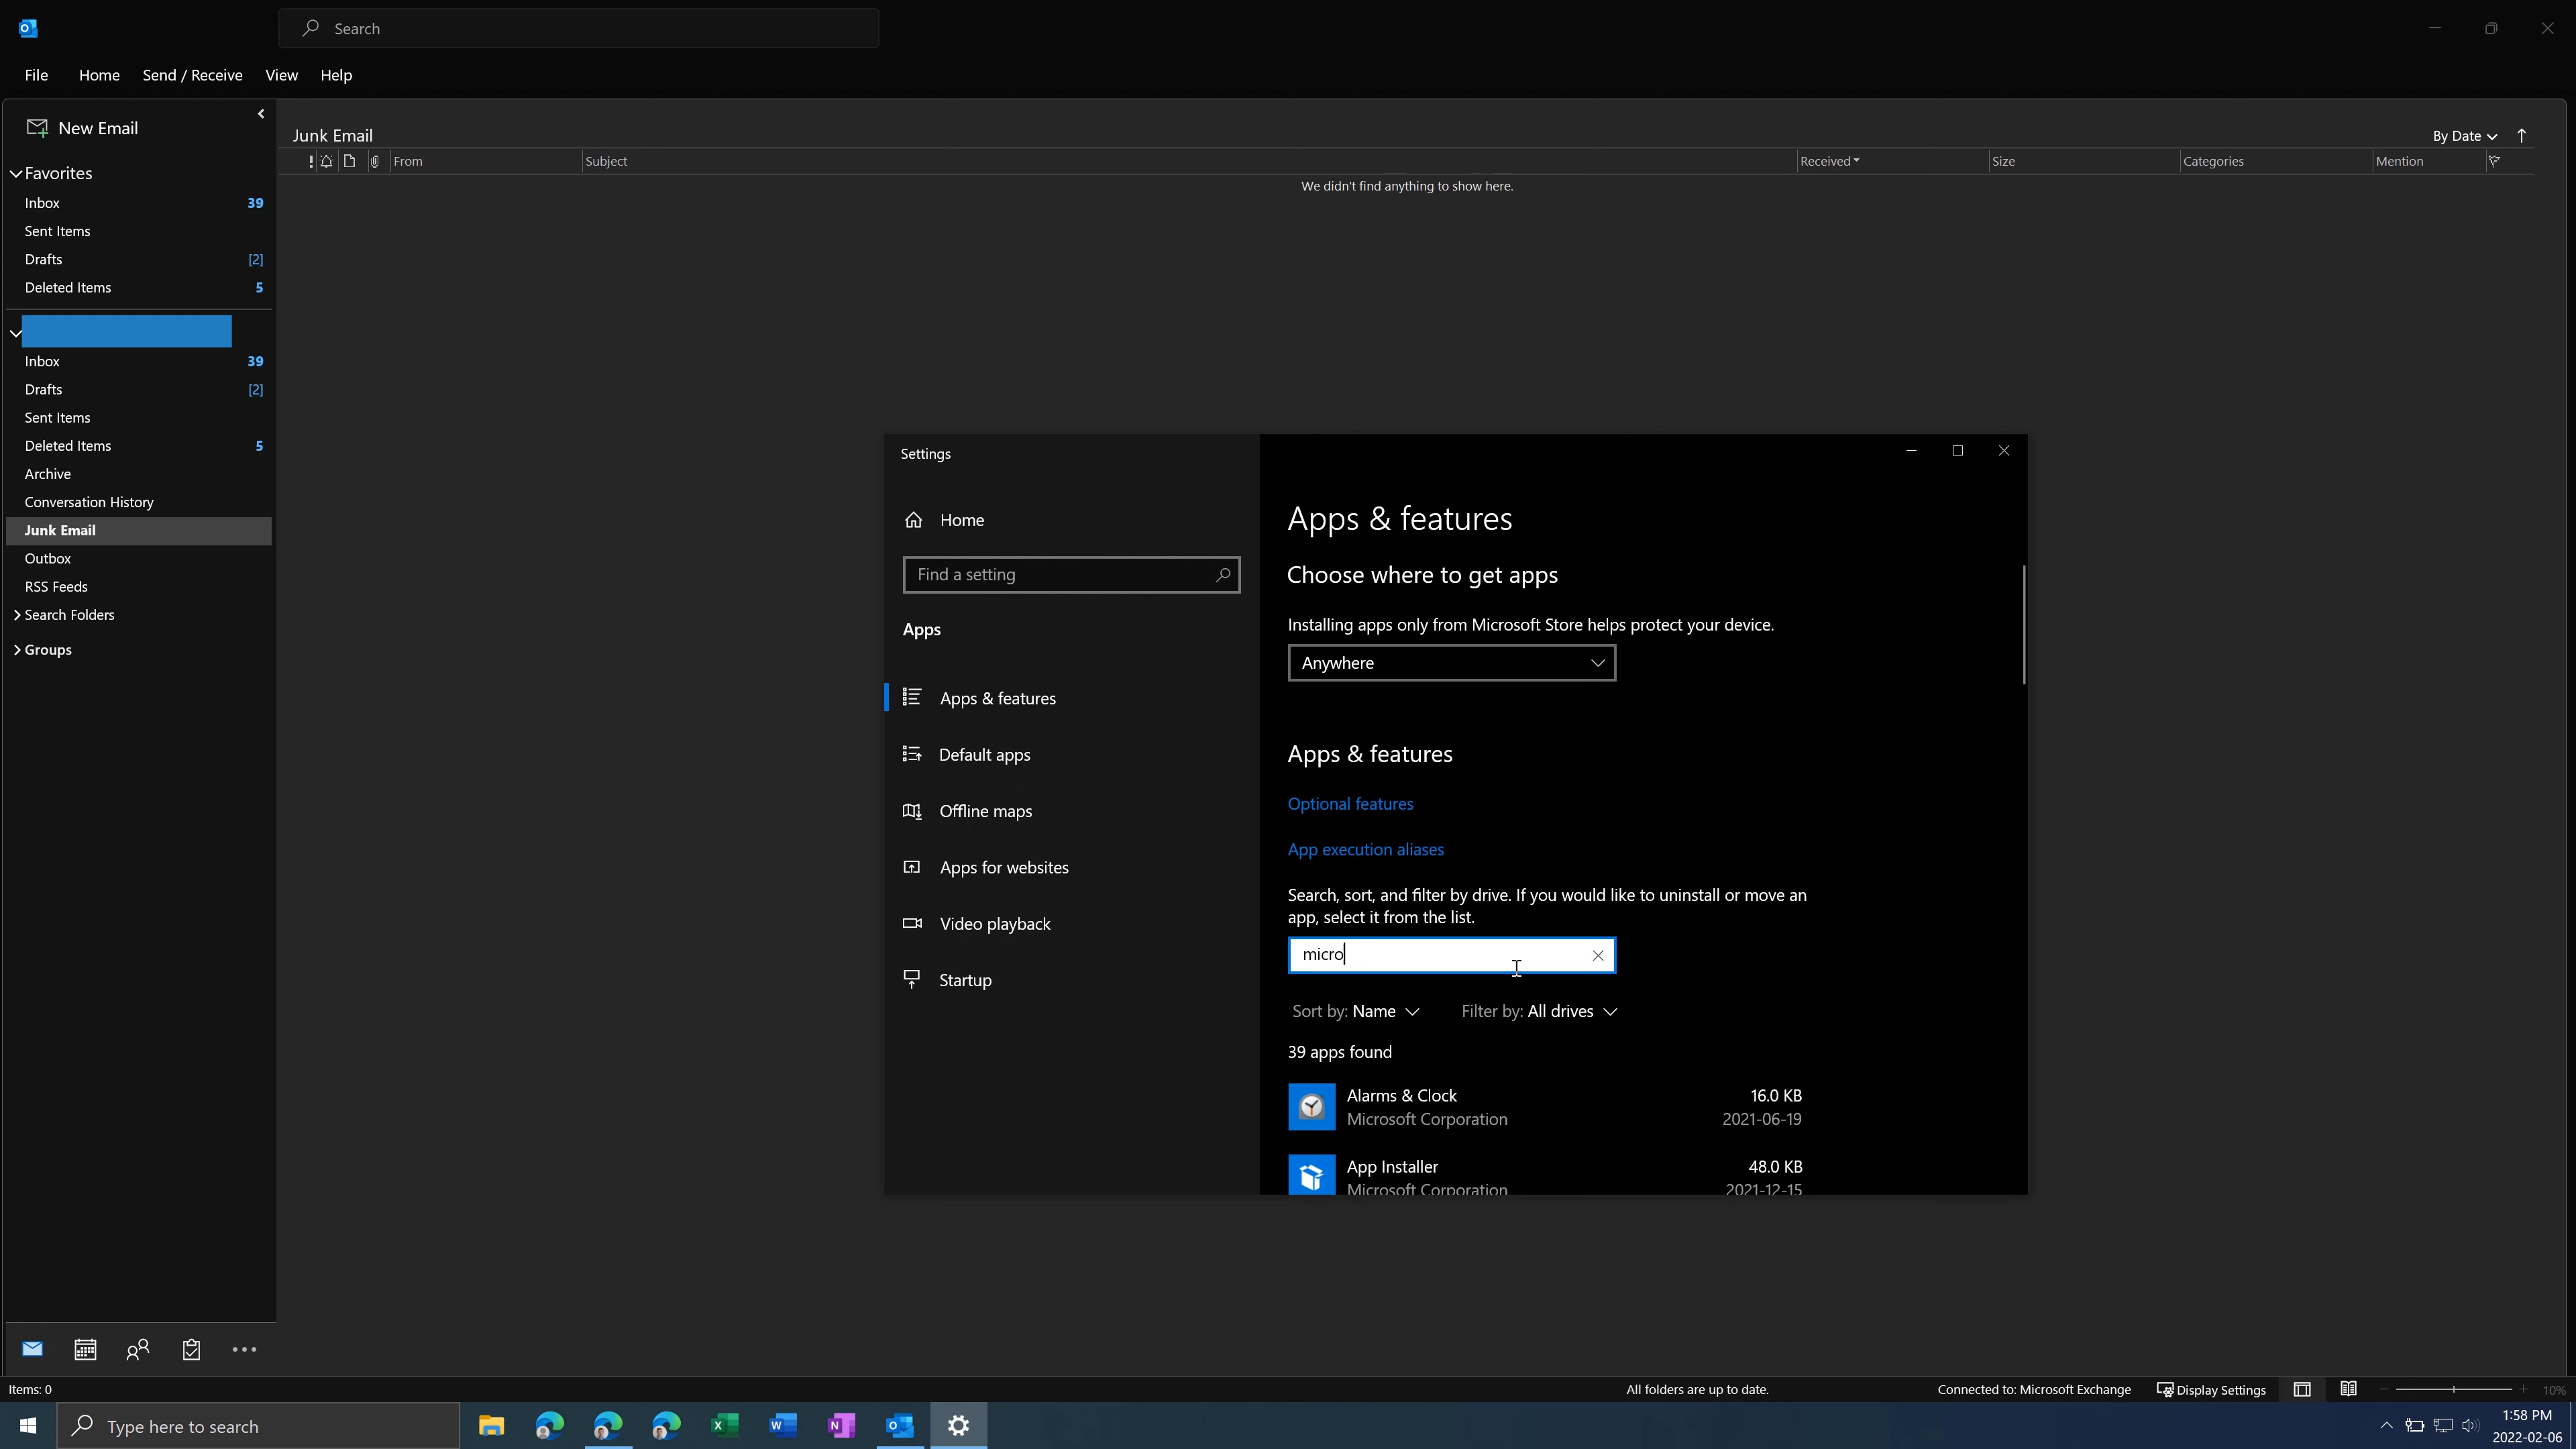 Search
File Home Send / Receive View Help
New Email
Favorites
Inbox 39
Sent Items
Drafts [2]
Deleted Items 5
Inbox 39
Drafts [2]
Sent Items
Deleted Items 5
Archive
Conversation History
Junk Email
Outbox
RSS Feeds
Search Folders
Groups
Junk Email
By Date
From Subject Received Size Categories Mention
We didn't find anything to show here.
Settings
Home
Find a setting
Apps
Apps & features
Default apps
Offline maps
Apps for websites
Video playback
Startup
Apps & features
Choose where to get apps
Installing apps only from Microsoft Store helps protect your device.
Anywhere
Apps & features
Optional features
App execution aliases
Search, sort, and filter by drive. If you would like to uninstall or move an
app, select it from the list.
micro
Sort by: Name Filter by: All drives
39 apps found
Alarms & Clock 16.0 KB
Microsoft Corporation 2021-06-19
App Installer 48.0 KB
Microsoft Corporation 2021-12-15
Items: 0
All folders are up to date.
Connected to: Microsoft Exchange
Display Settings
10%
Type here to search
1:58 PM
2022-02-06